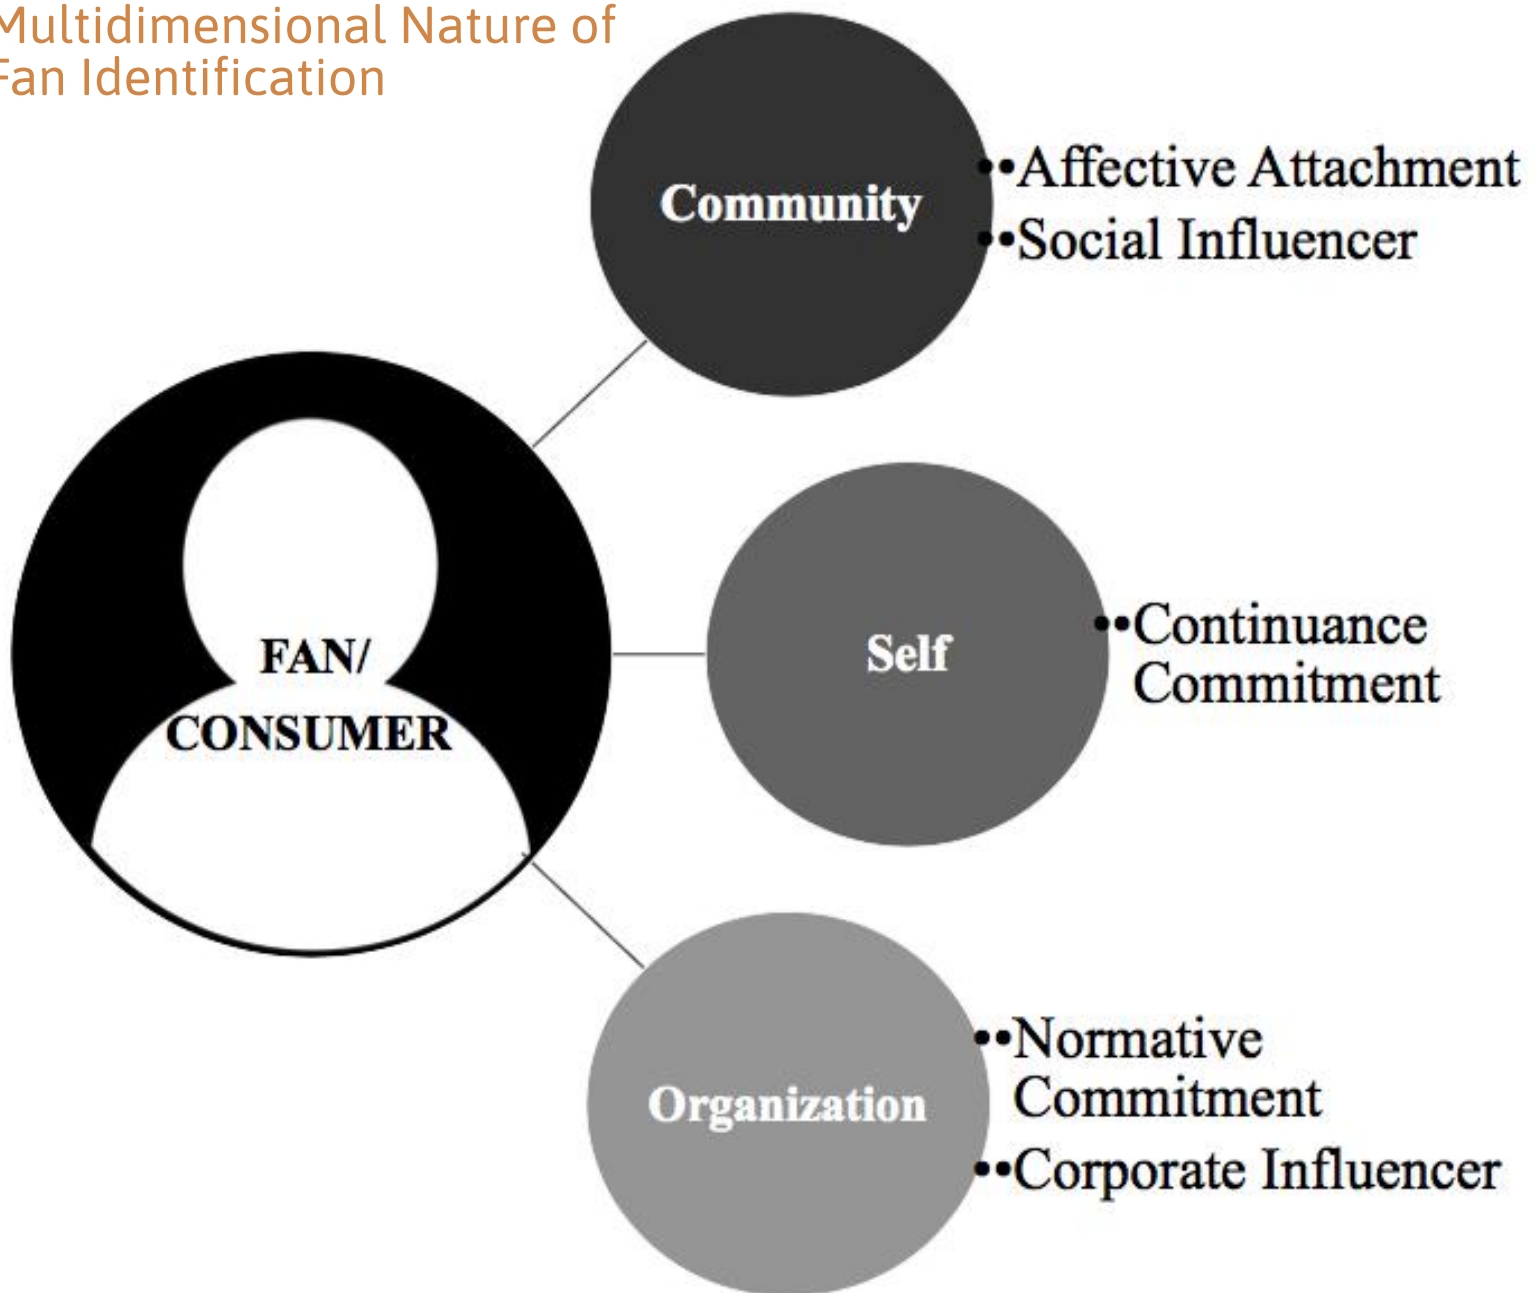 Multidimensional Nature of
Fan Identification
Community
••Affective Attachment
••Social Influencer
FAN/
CONSUMER
Self
••Continuance
Commitment
Organization
••Normative
Commitment
••Corporate Influencer